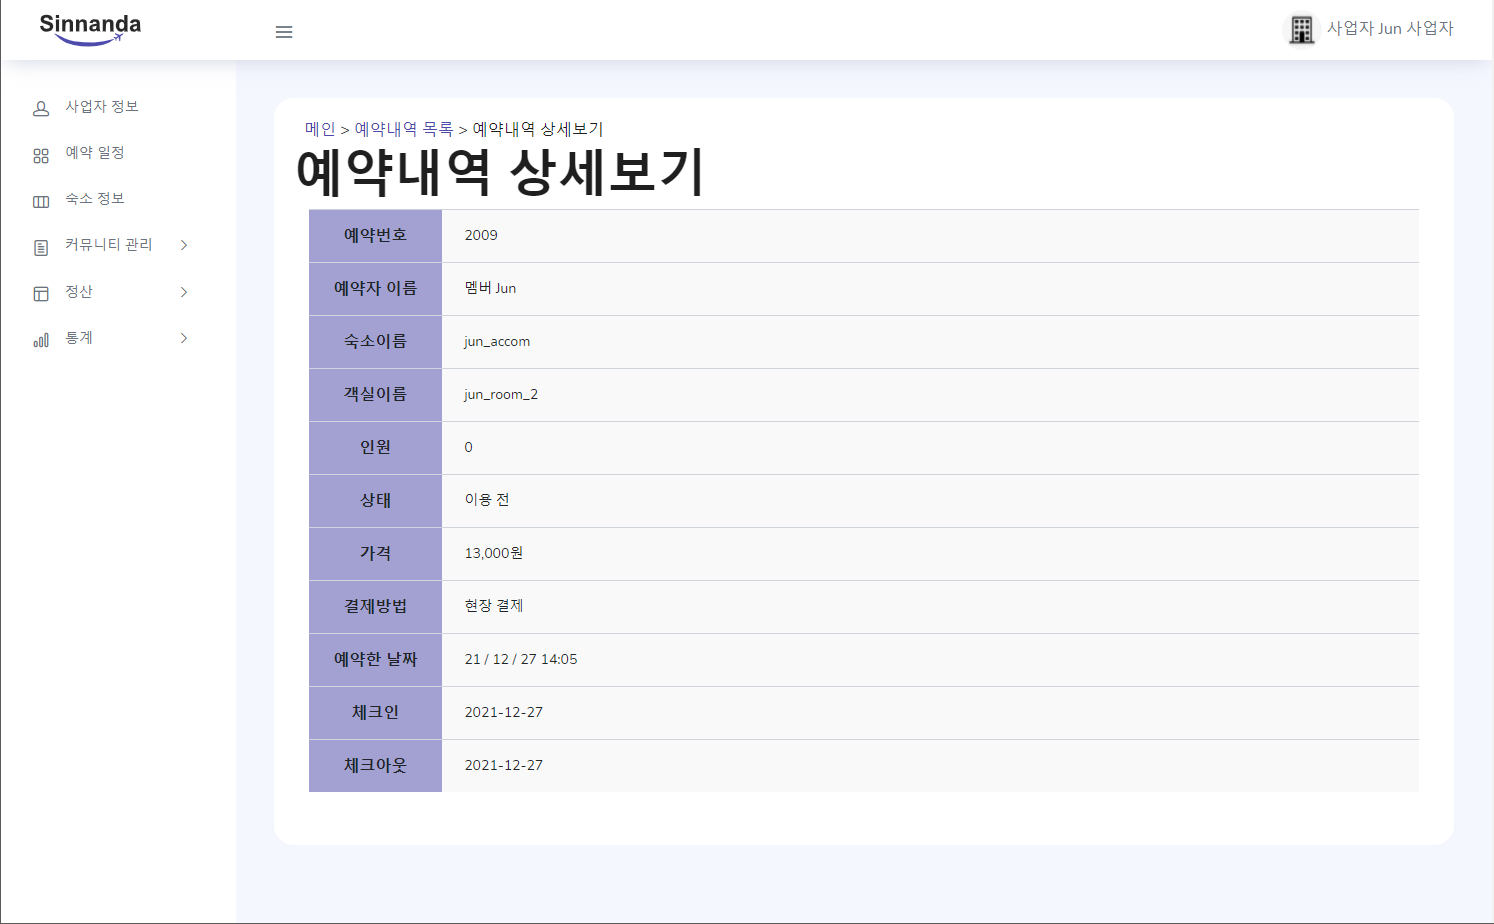 Sinnanda
사업자 Jun 사업자
사업자 정보
예약 일정
숙소 정보
커뮤니티 관리
정산
통계
메인 > 예약내역 목록 > 예약내역 상세보기
예약내역 상세보기
예약번호 2009
예약자 이름 멤버 Jun
숙소이름 jun_accom
객실이름 jun_room_2
인원 0
상태 이용 전
가격 13,000원
결제방법 현장 결제
예약한 날짜 21 / 12 / 27 14:05
체크인 2021-12-27
체크아웃 2021-12-27